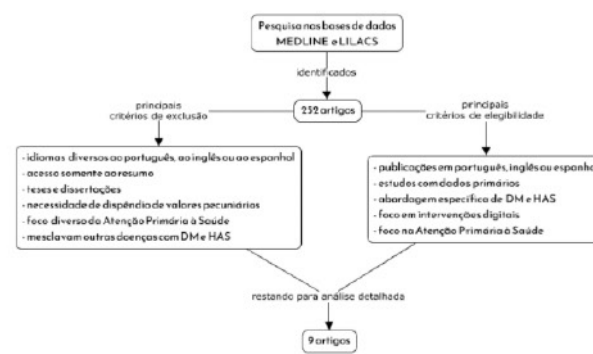 Pesquisa nas bases de dados
MEDLINE e LILACS
identificados
232 artigos
principais
critérios de exclusão
principais
critérios de elegibilidade
- idiomas diversos ao português, ao inglês ou ao espanhol
- acesso somente ao resumo
- teses e dissertações
- necessidade de dispêndio de valores pecuniários
- foco diverso da Atenção Primária à Saúde
- mesclavam outras doenças com DM e HAS
- publicações em português, inglês ou espanho
- estudos com dados primários
- abordagem específica de DM e HAS
- foco em intervenções digitais
- foco na Atenção Primária à Saúde
restando para análise detalhada
9 artigos